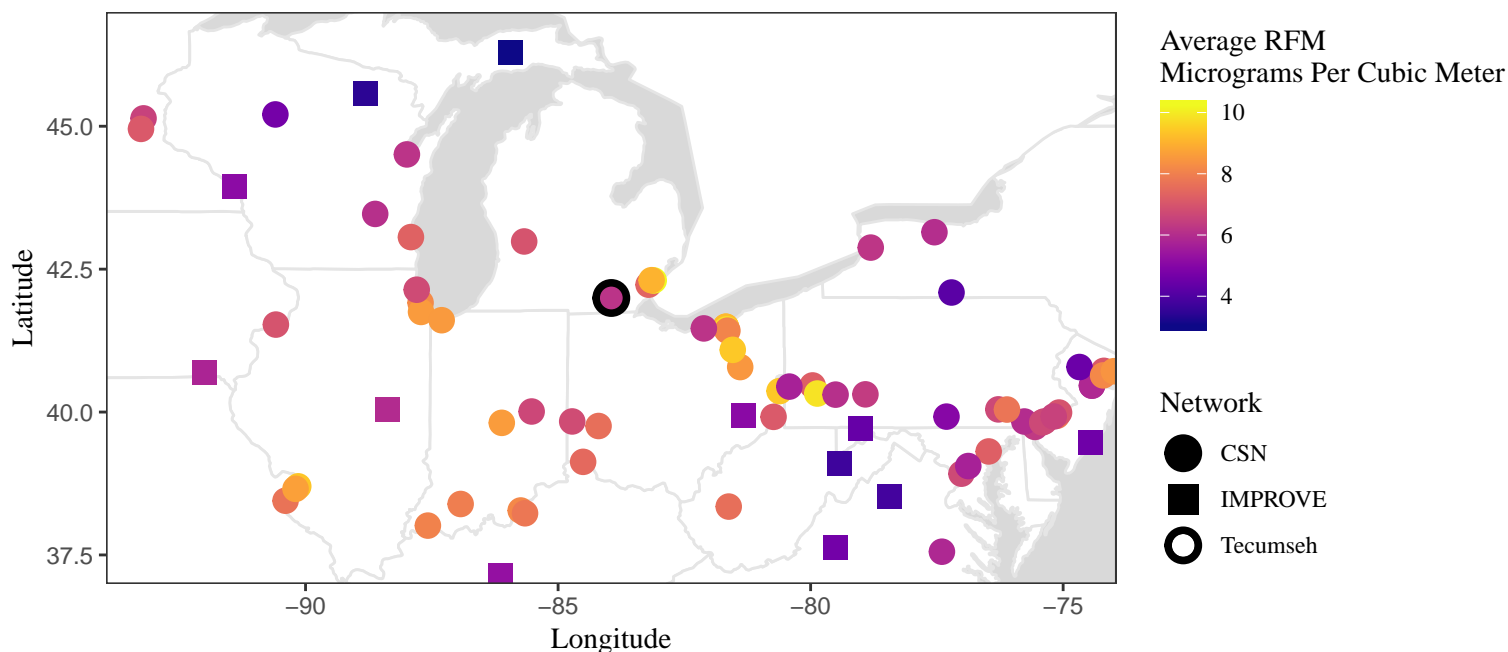 Average RFM
Micrograms Per Cubic Meter
10
8
6
4
Network
CSN
IMPROVE
Tecumseh
45.0
42.5
40.0
37.5
Latitude
−90
−85
−80
−75
Longitude